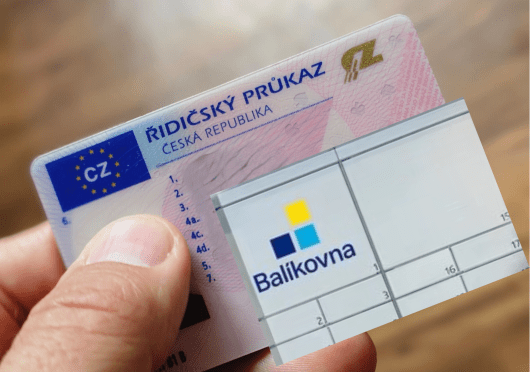 ŘIDIČSKÝ PRŮKAZ
ČESKÁ REPUBLIKA
CZ
CZ
1.
2.
3.
4a.
4c.
4d.
5.
7.
6.
Balíkovna
1
2
3
15
16
17